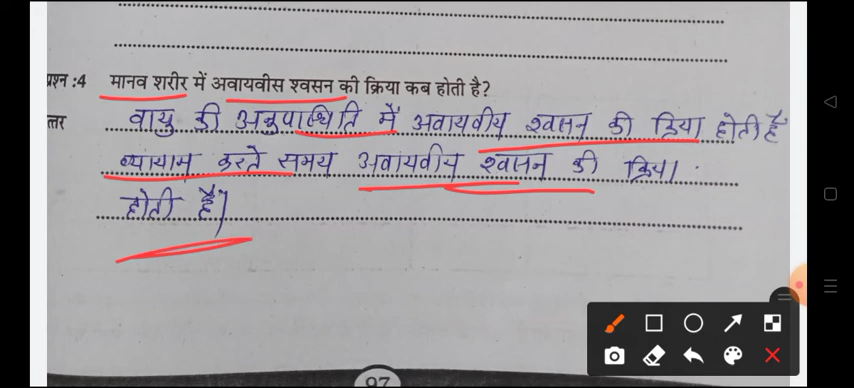 प्रश्न :4 मानव शरीर में अवायवीस श्वसन की क्रिया कब होती है?
त्तर वायु की अनुपस्थिति में अवायवीय श्वसन की क्रिया होती है
व्यायाम करते समय अवायवीय श्वसन की क्रिया
होती है।
97